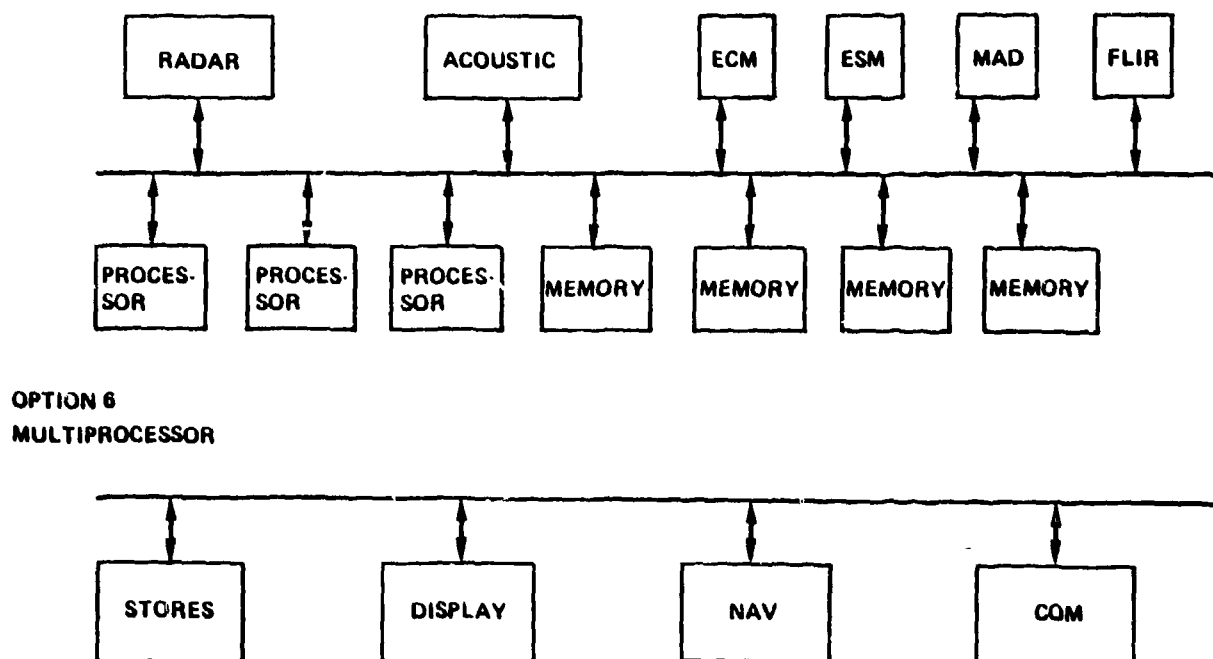 RADAR ACOUSTIC ECM ESM MAD FLIR
PROCES- PROCES- PROCES- MEMORY MEMORY MEMORY MEMORY
SOR SOR SOR
OPTION 6
MULTIPROCESSOR
STORES DISPLAY NAV COM